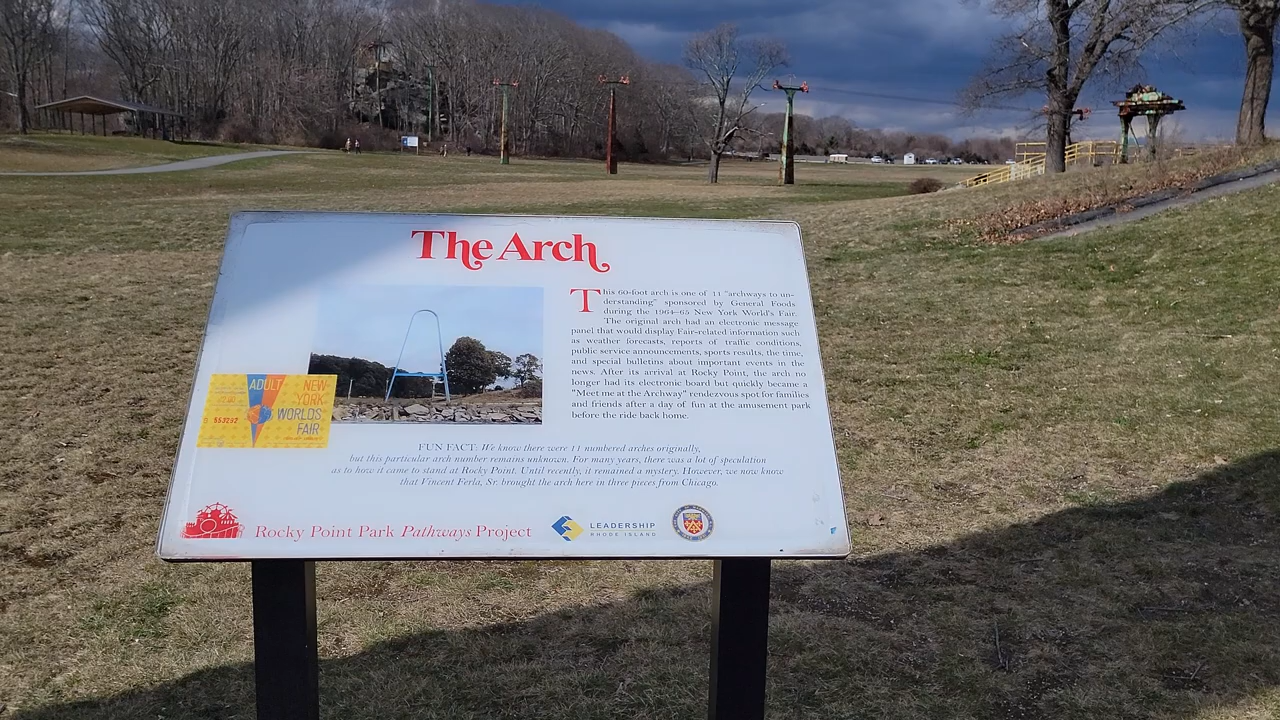 The Arch
This 60-foot arch is one of 11 "archways to un-
derstanding" sponsored by General Foods
during the 1964–65 New York World's Fair.
The original arch had an electronic message
panel that would display Fair-related information such
as weather forecasts, reports of traffic conditions,
public service announcements, sports results, the time,
and special bulletins about important events in the
news. After its arrival at Rocky Point, the arch no
longer had its electronic board but quickly became a
"Meet me at the Archway" rendezvous spot for families
and friends after a day of fun at the amusement park
before the ride back home.
ADULT
NEW
YORK
WORLDS
FAIR
553292
FUN FACT: We know there were 11 numbered arches originally,
but this particular arch number remains unknown. For many years, there was a lot of speculation
as to how it came to stand at Rocky Point. Until recently, it remained a mystery. However, we now know
that Vincent Ferla, Sr. brought the arch here in three pieces from Chicago.
Rocky Point Park Pathways Project
LEADERSHIP
RHODE ISLAND